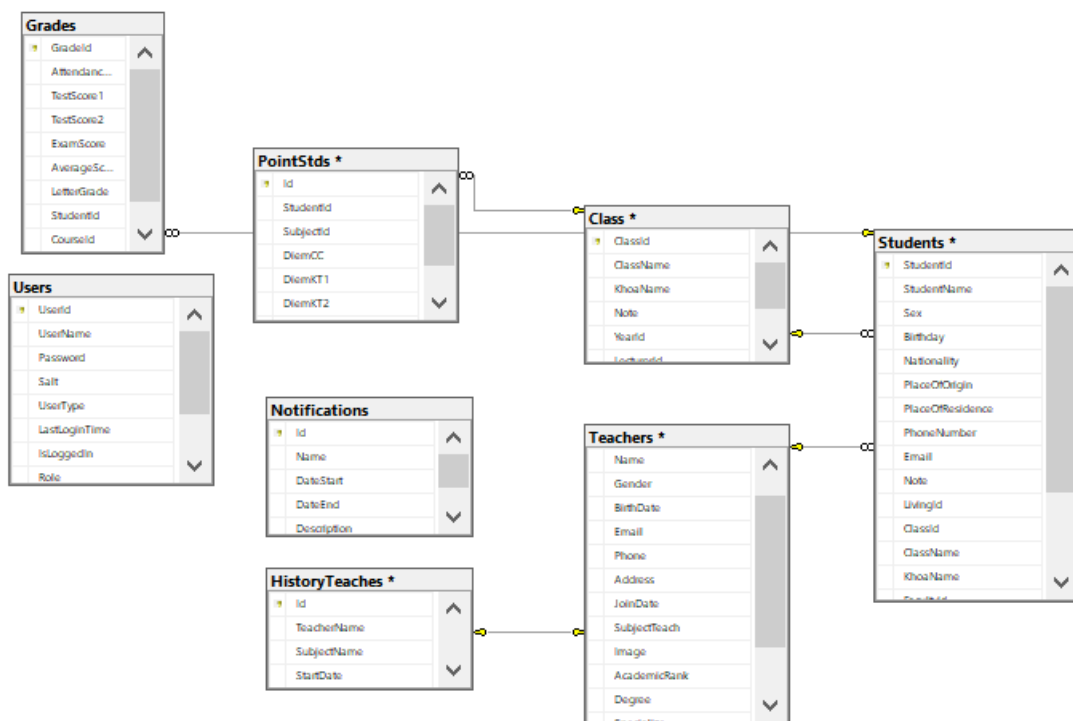 Grades
GradeId
Attendanc...
TestScore1
TestScore2
ExamScore
AverageSc...
LetterGrade
StudentId
CourseId
PointStds *
Id
StudentId
SubjectId
DiemCC
DiemKT1
DiemKT2
Class *
ClassId
ClassName
KhoaName
Note
YearId
LecturerId
Students *
StudentId
StudentName
Sex
Birthday
Nationality
PlaceOfOrigin
PlaceOfResidence
PhoneNumber
Email
Note
LivingId
ClassId
ClassName
KhoaName
Users
UserId
UserName
Password
Salt
UserType
LastLoginTime
IsLoggedIn
Role
Notifications
Id
Name
DateStart
DateEnd
Description
Teachers *
Name
Gender
BirthDate
Email
Phone
Address
JoinDate
SubjectTeach
Image
AcademicRank
Degree
HistoryTeaches *
Id
TeacherName
SubjectName
StartDate